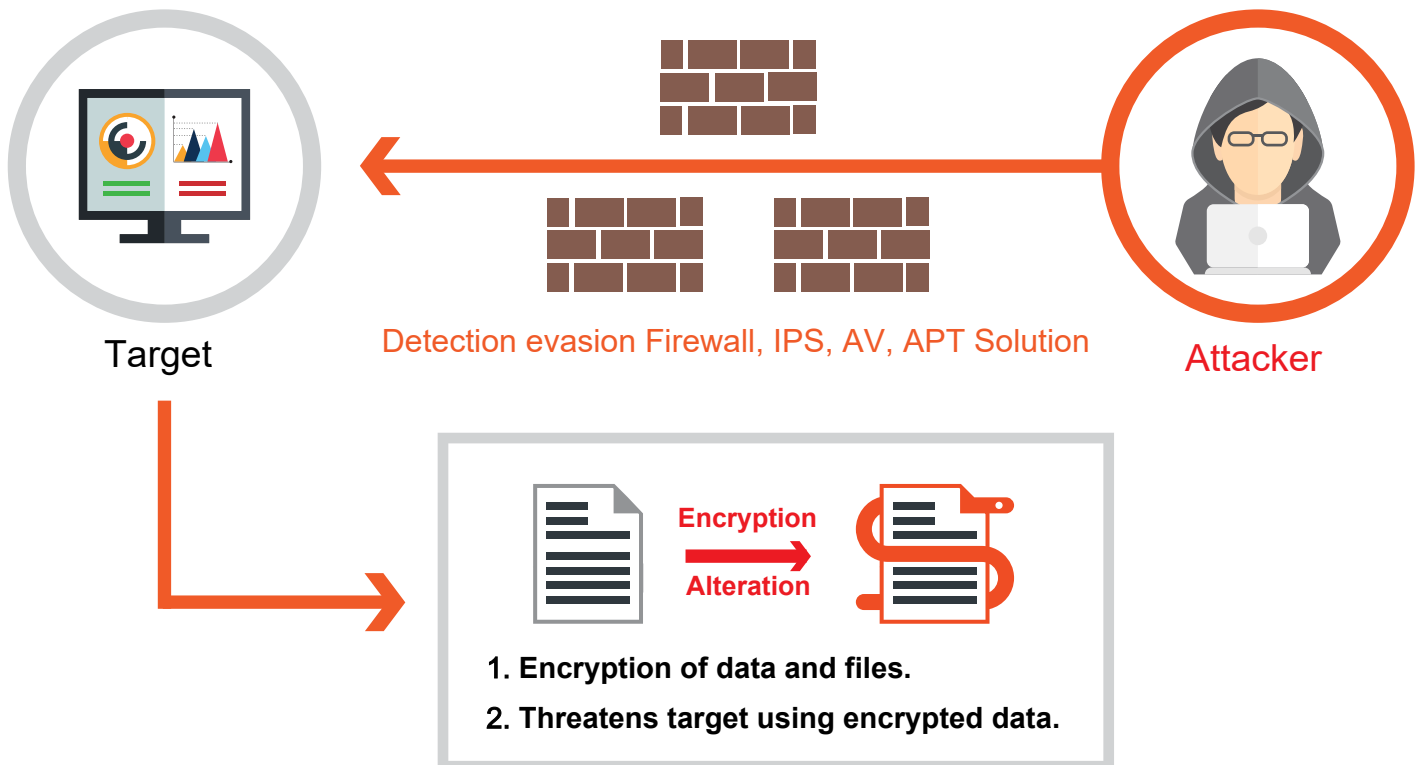 Detection evasion Firewall, IPS, AV, APT Solution
Target
Attacker
Encryption
Alteration
1. Encryption of data and files.
2. Threatens target using encrypted data.